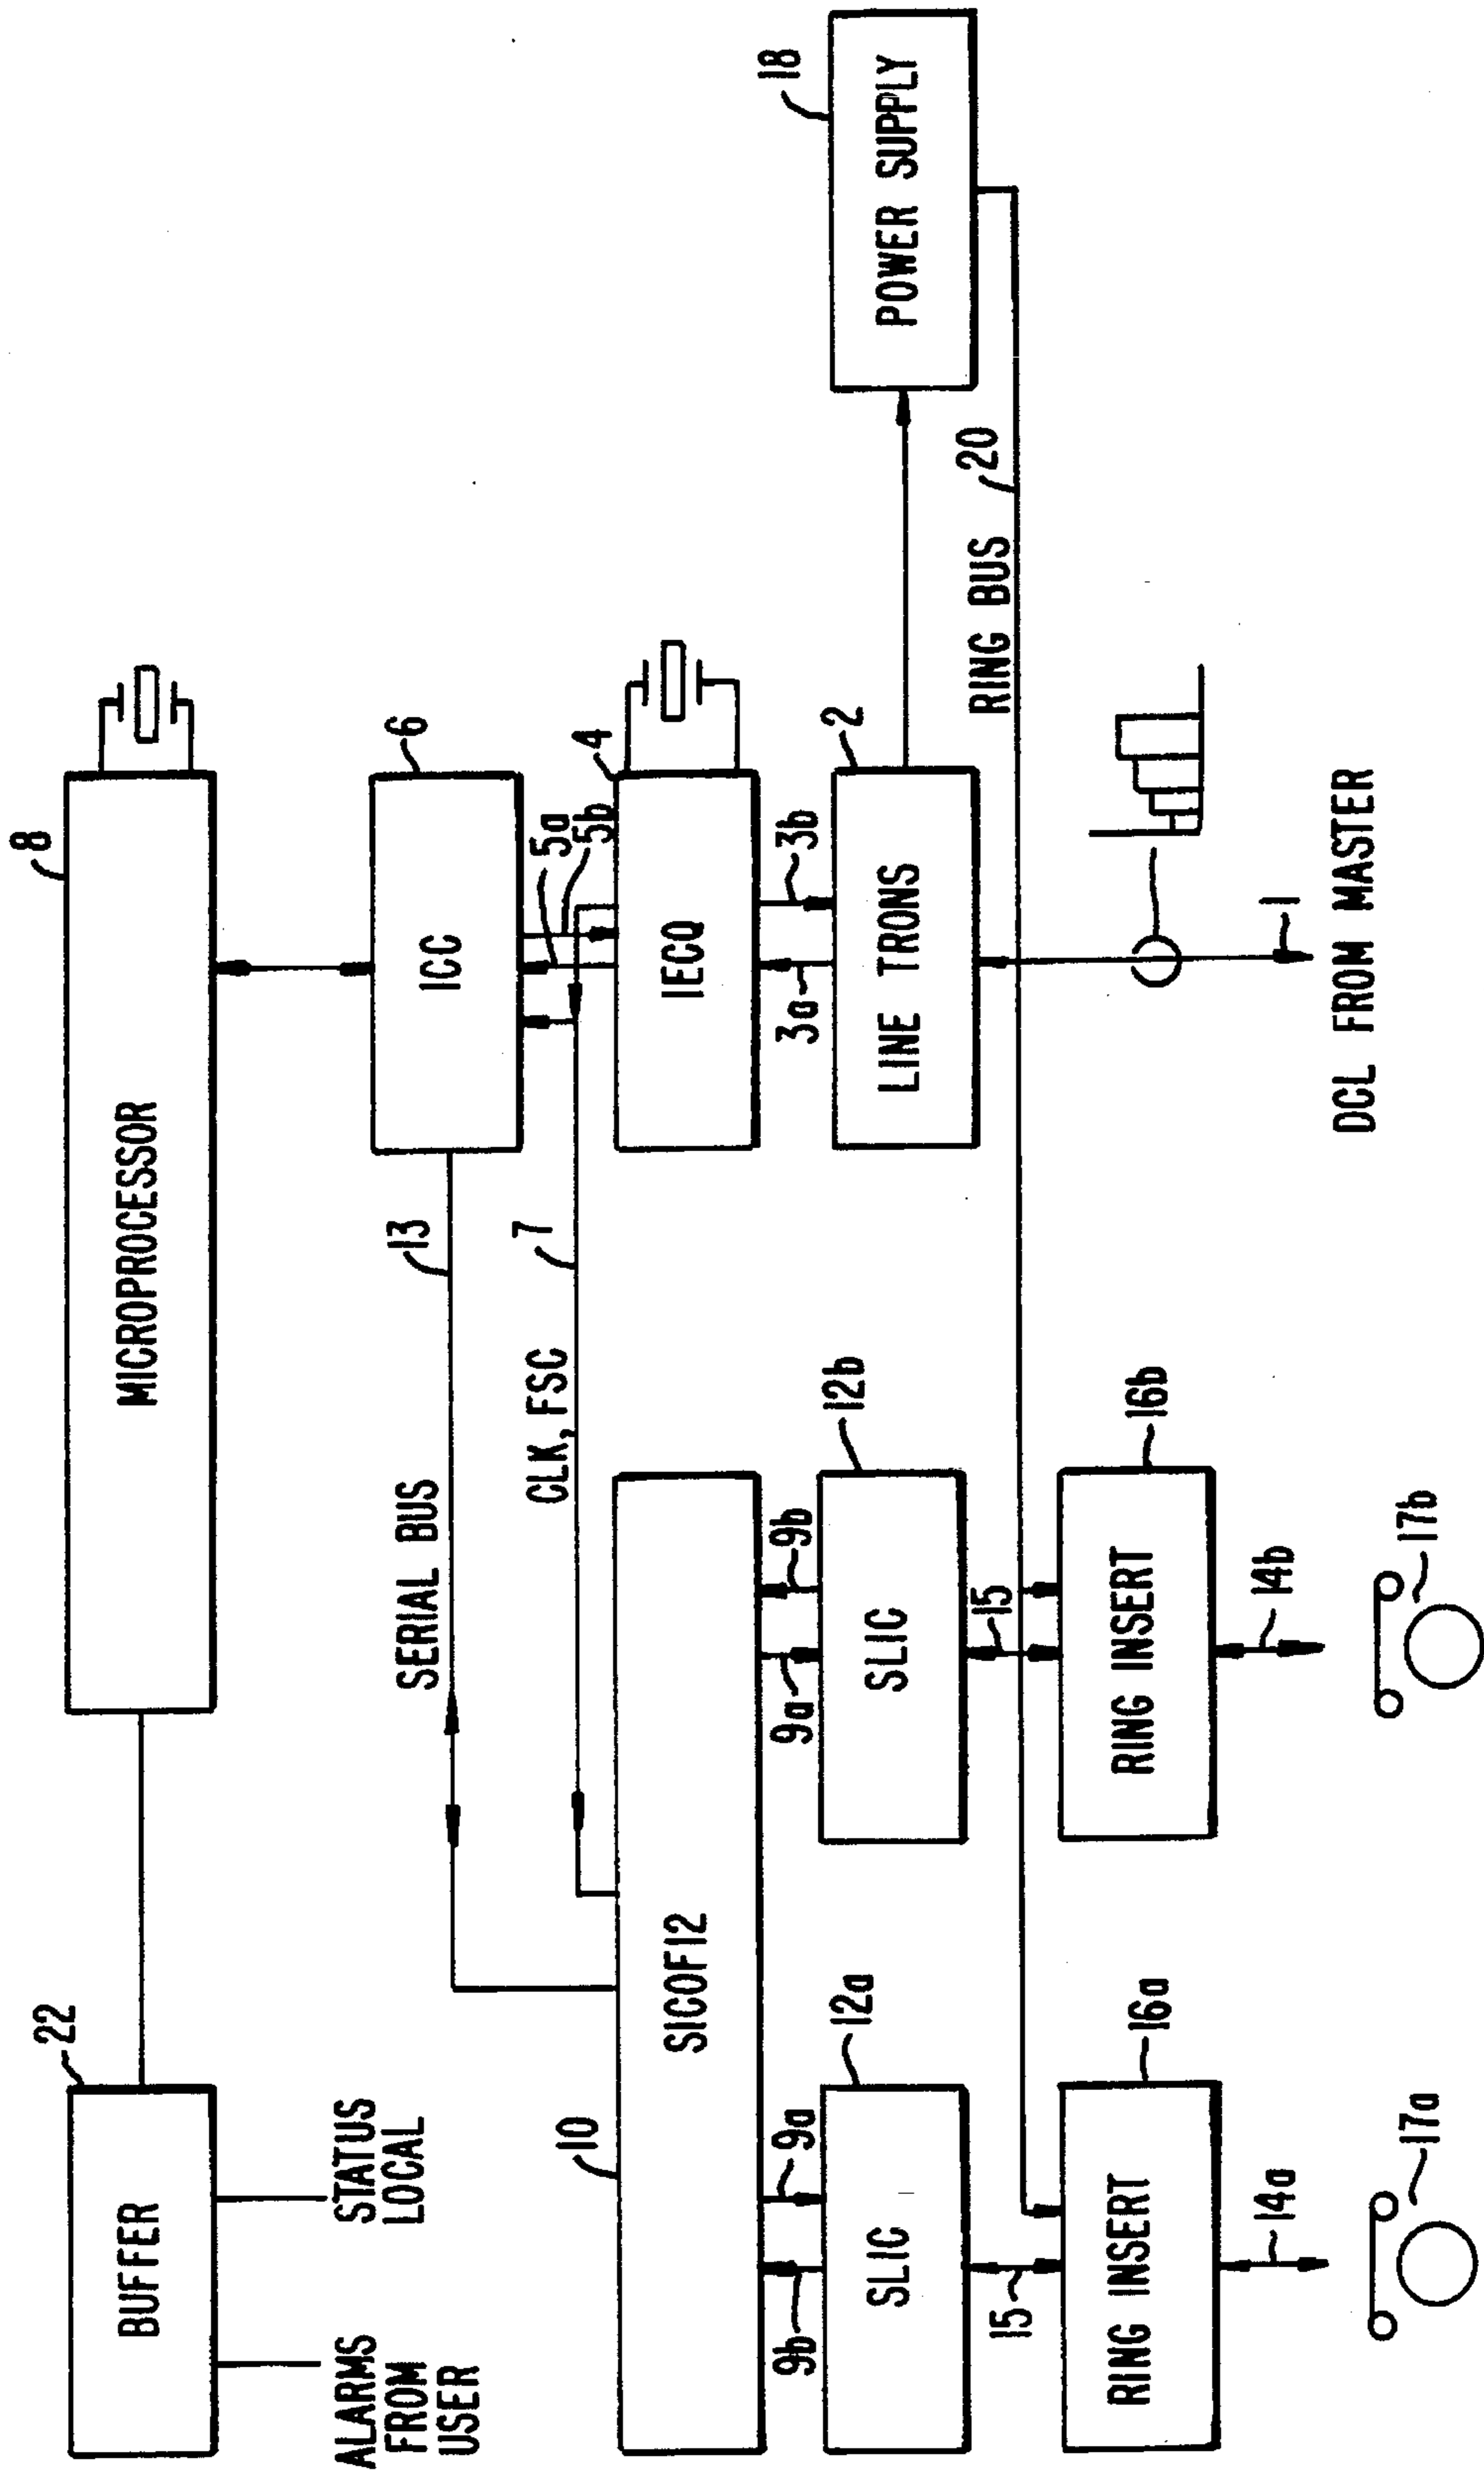 22
BUFFER
ALARMS
FROM
USER
STATUS
LOCAL
8
MICROPROCESSOR
SERIAL BUS
13
6
ICC
5a
5b
CLK, FSC
7
4
IECQ
10
SICOFI2
3a
3b
9b
9a
9a
9b
12a
SLIC
12b
SLIC
2
LINE TRONS
18
POWER SUPPLY
15
15
RING BUS
20
16a
RING INSERT
16b
RING INSERT
14a
14b
1
DCL FROM MASTER
17a
17b